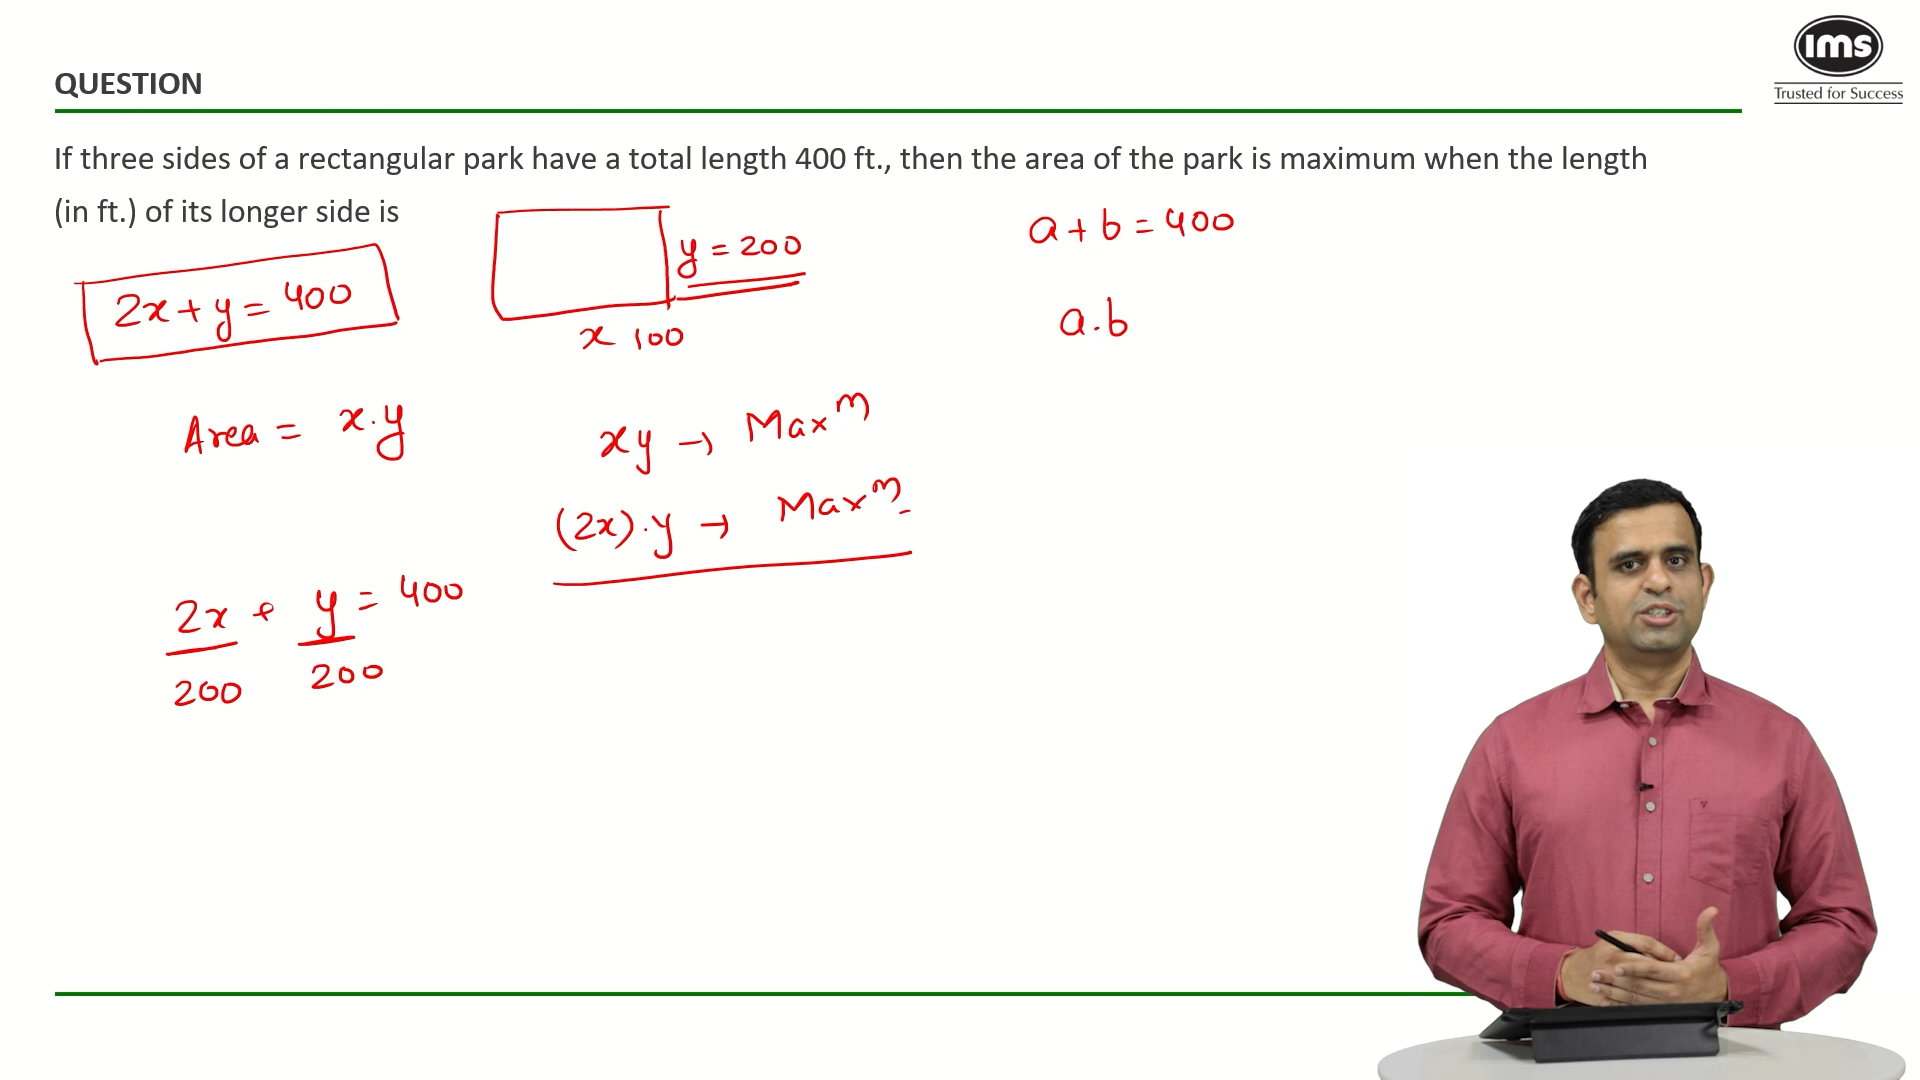 ims
Trusted for Success
QUESTION
If three sides of a rectangular park have a total length 400 ft., then the area of the park is maximum when the length
(in ft.) of its longer side is
2x + y = 400
y = 200
x 100
a + b = 400
a.b
Area = x.y
xy → Maxᵐ
(2x).y → Maxᵐ
2x + y = 400
200 200